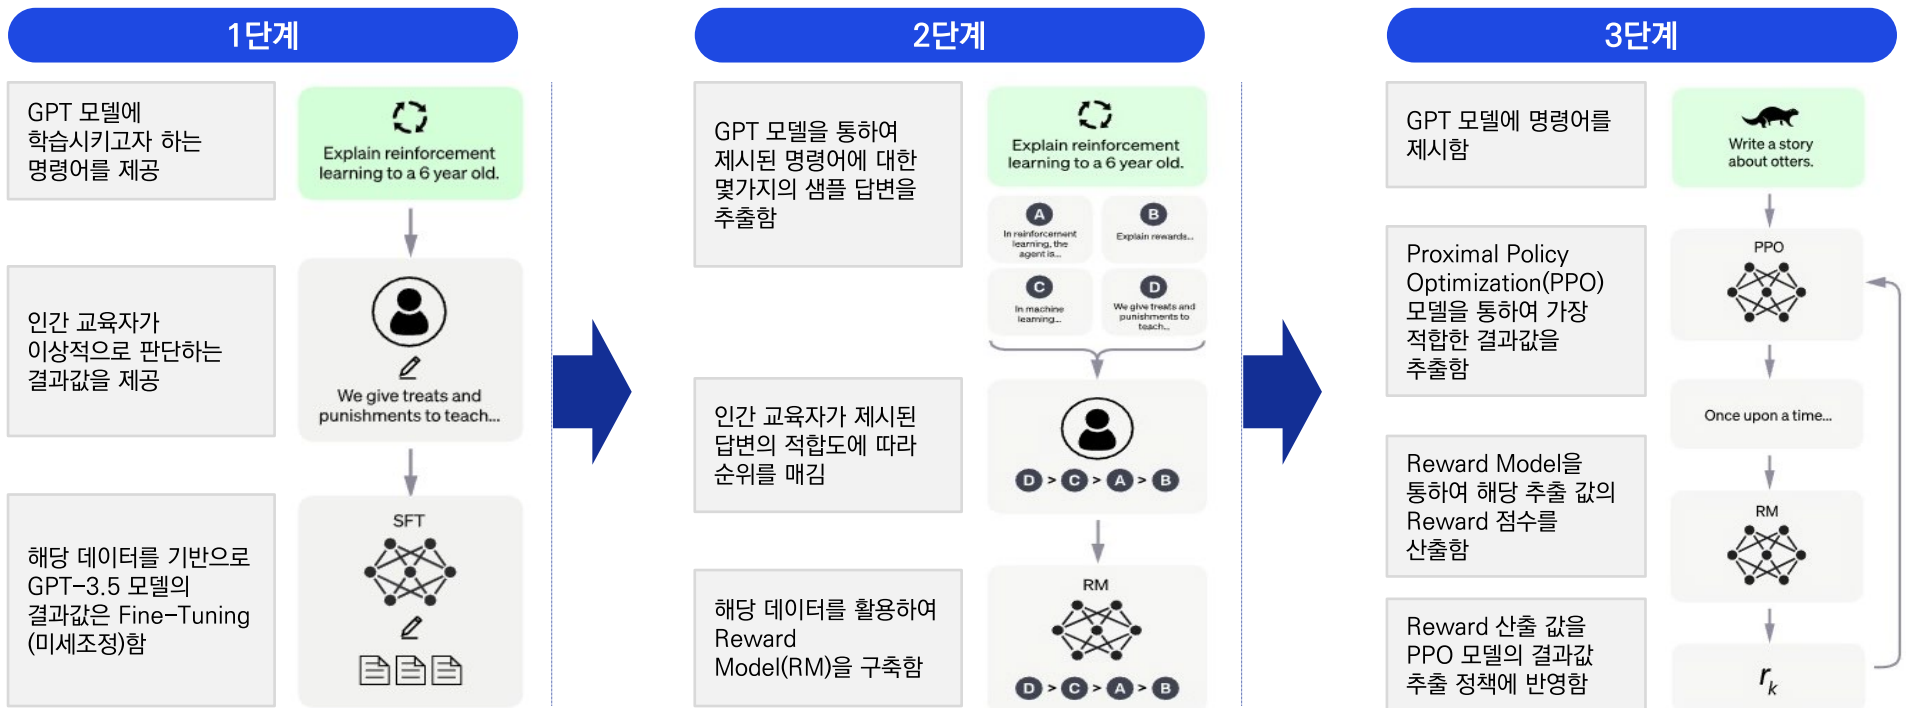 1단계
GPT 모델에
학습시키고자 하는
명령어를 제공
Explain reinforcement
learning to a 6 year old.
인간 교육자가
이상적으로 판단하는
결과값을 제공
We give treats and
punishments to teach...
해당 데이터를 기반으로
GPT-3.5 모델의
결과값은 Fine-Tuning
(미세조정)함
SFT
2단계
GPT 모델을 통하여
제시된 명령어에 대한
몇가지의 샘플 답변을
추출함
Explain reinforcement
learning to a 6 year old.
A
In reinforcement
learning, the
agent is...
B
Explain rewards...
C
In machine
learning...
D
We give treats and
punishments to
teach...
인간 교육자가 제시된
답변의 적합도에 따라
순위를 매김
D > C > A > B
해당 데이터를 활용하여
Reward
Model(RM)을 구축함
RM
D > C > A > B
3단계
GPT 모델에 명령어를
제시함
Write a story
about otters.
Proximal Policy
Optimization(PPO)
모델을 통하여 가장
적합한 결과값을
추출함
PPO
Once upon a time...
Reward Model을
통하여 해당 추출 값의
Reward 점수를
산출함
RM
Reward 산출 값을
PPO 모델의 결과값
추출 정책에 반영함
rk